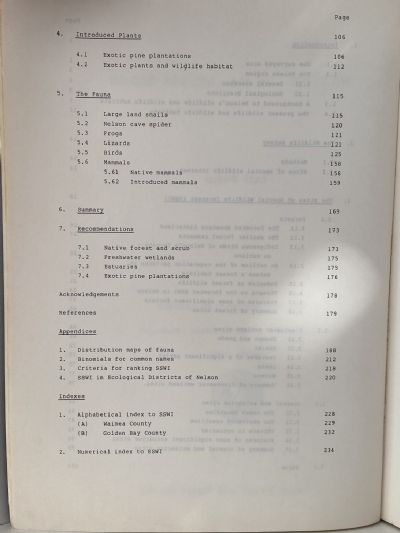 Page
4. Introduced Plants 106
4.1 Exotic pine plantations 106
4.2 Exotic plants and wildlife habitat 112
5. The Fauna 115
5.1 Large land snails 115
5.2 Nelson cave spider 120
5.3 Frogs 121
5.4 Lizards 121
5.5 Birds 125
5.6 Mammals 158
5.61 Native mammals 158
5.62 Introduced mammals 159
6. Summary 169
7. Recommendations 173
7.1 Native forest and scrub 173
7.2 Freshwater wetlands 175
7.3 Estuaries 175
7.4 Exotic pine plantations 176
Acknowledgements 178
References 179
Appendices
1. Distribution maps of fauna 188
2. Binomials for common names 212
3. Criteria for ranking SSWI 218
4. SSWI in Ecological Districts of Nelson 220
Indexes
1. Alphabetical index to SSWI 228
(A) Waimea County 229
(B) Golden Bay County 232
2. Numerical index to SSWI 234